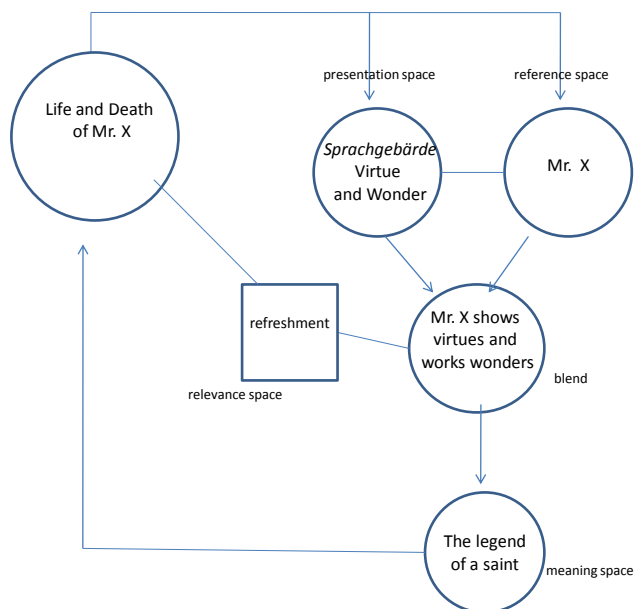 presentation space
reference space
Life and Death
of Mr. X
Sprachgebärde
Virtue
and Wonder
Mr. X
refreshment
relevance space
Mr. X shows
virtues and
works wonders
blend
The legend
of a saint
meaning space